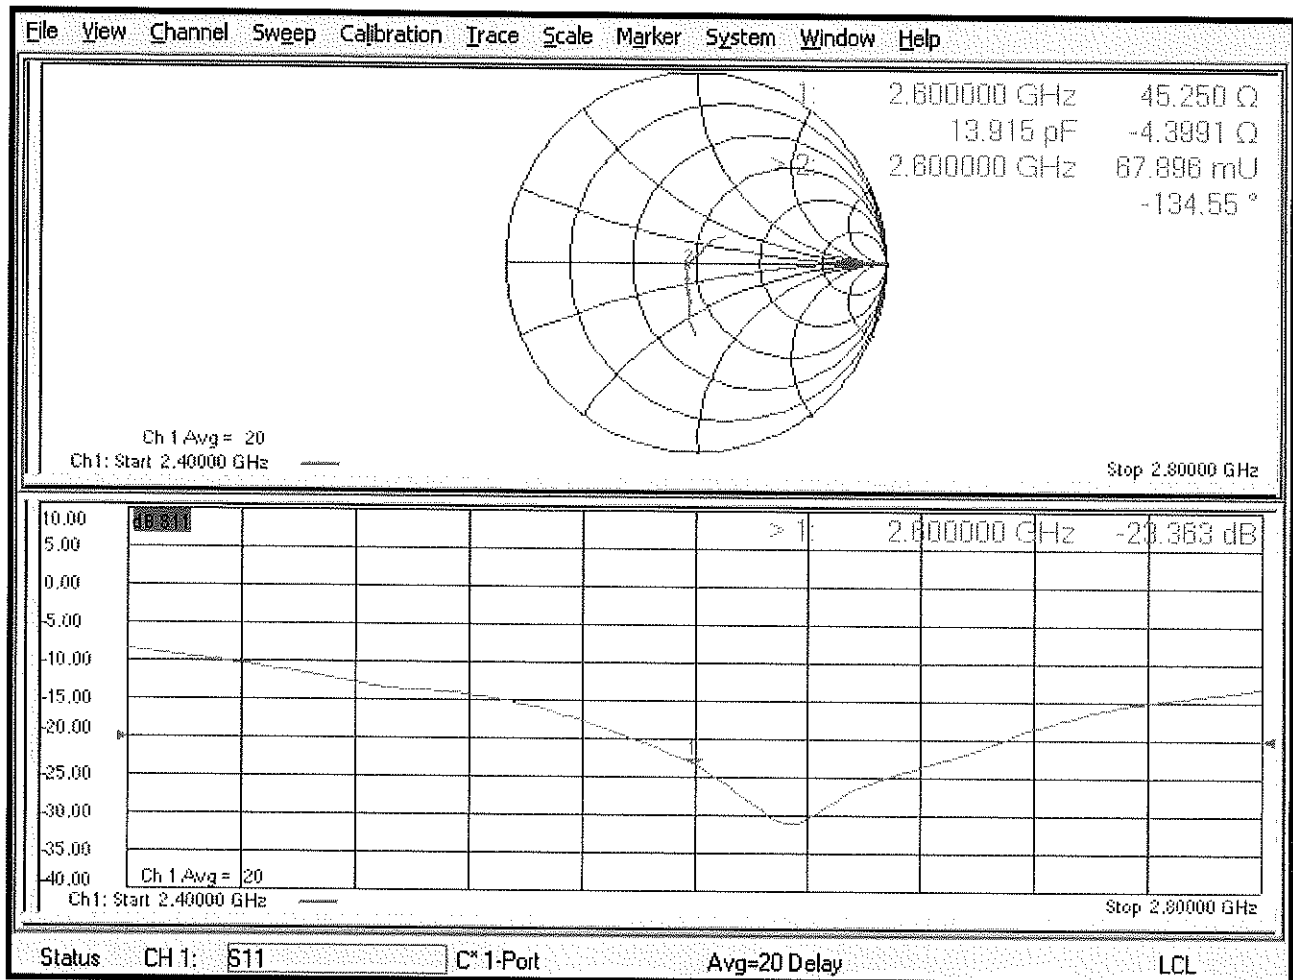 File View Channel Sweep Calibration Trace Scale Marker System Window Help
1: 2.600000 GHz 45.250 Ω
13.915 pF -4.3991 Ω
> 2: 2.600000 GHz 67.896 mU
-134.55 °
2
Ch 1 Avg = 20
Ch1: Start 2.40000 GHz
Stop 2.80000 GHz
10.00 dB S11
> 1: 2.600000 GHz -23.363 dB
5.00
0.00
-5.00
-10.00
-15.00
-20.00
1
-25.00
-30.00
-35.00
-40.00
Ch 1 Avg = 20
Ch1: Start 2.40000 GHz
Stop 2.80000 GHz
Status CH 1: S11 C* 1-Port Avg=20 Delay LCL